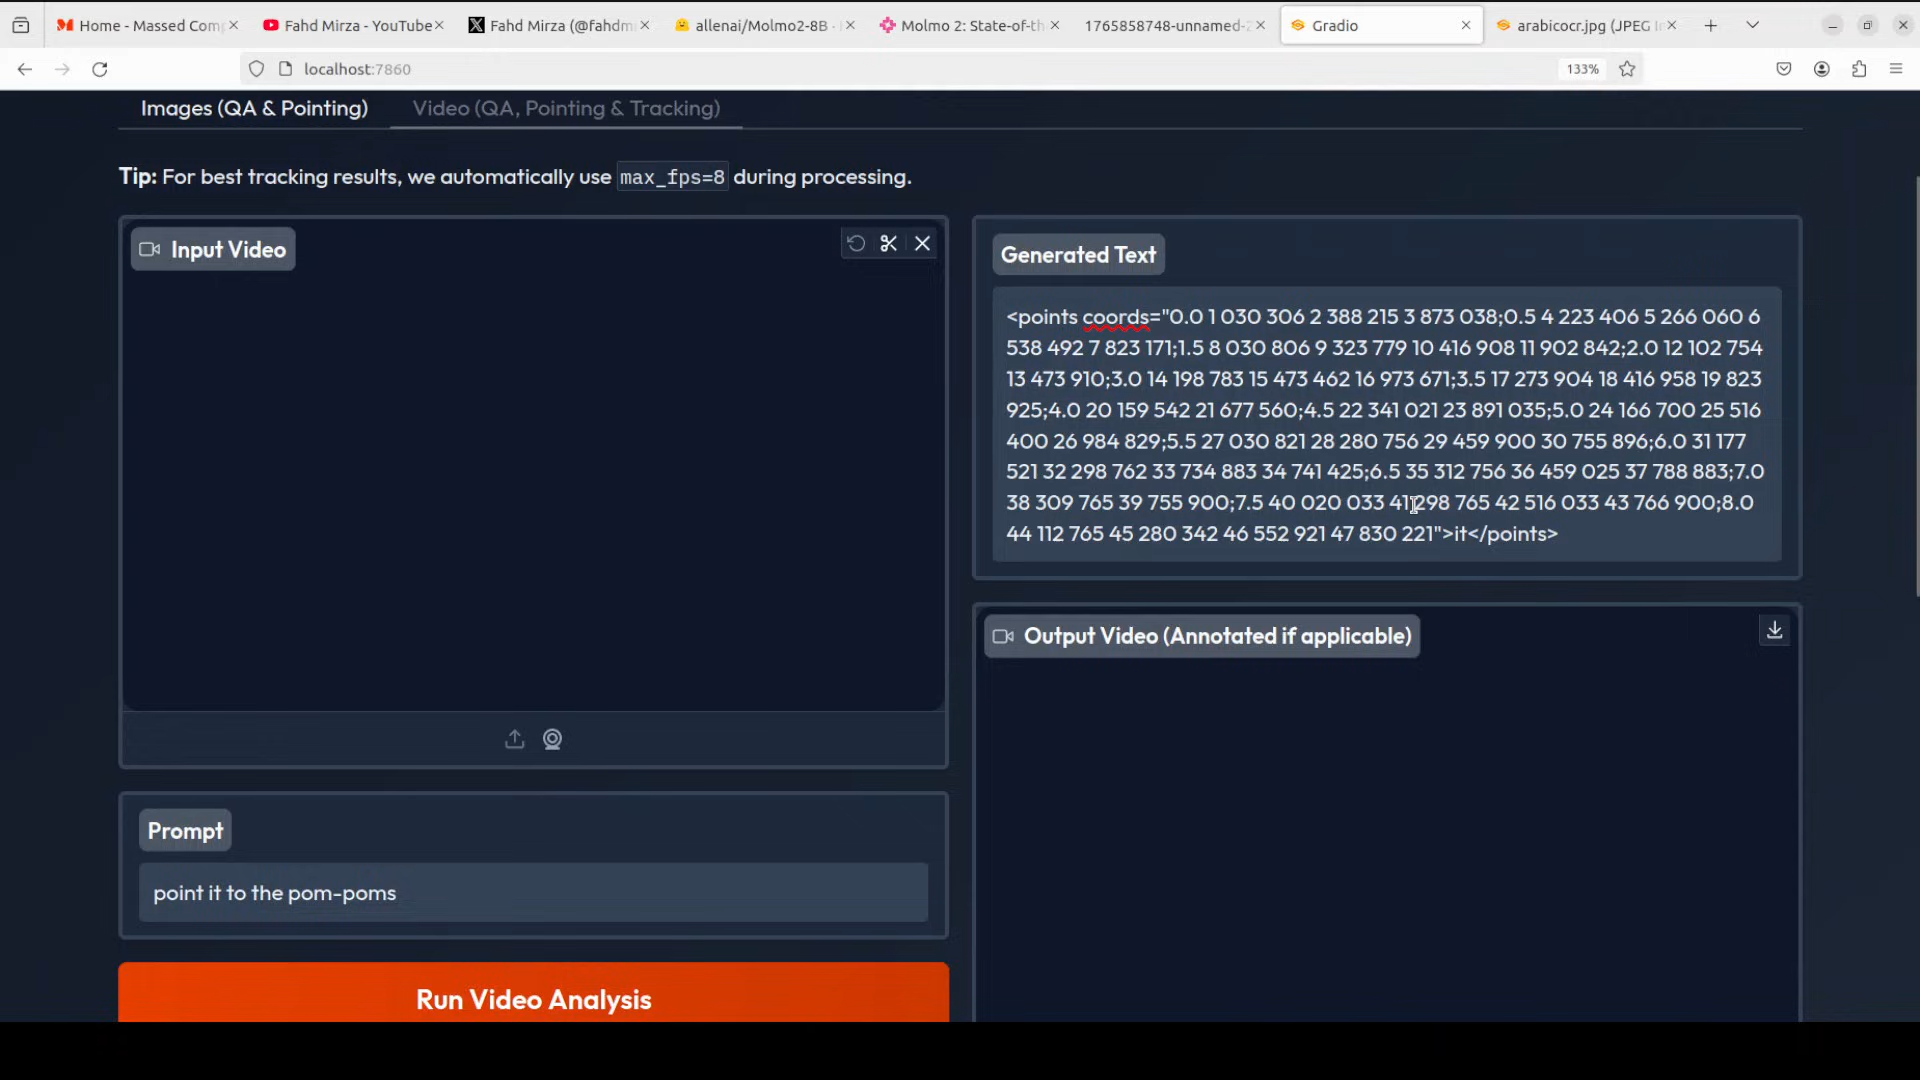 Home - Massed Comp
Fahd Mirza - YouTube
Fahd Mirza (@fahdm
allenai/Molmo2-8B -
Molmo 2: State-of-th
1765858748-unnamed-
Gradio
arabicocr.jpg (JPEG I
localhost:7860
133%
Images (QA & Pointing)
Video (QA, Pointing & Tracking)
Tip: For best tracking results, we automatically use max_fps=8 during processing.
Input Video
Generated Text
<points coords="0.0 1 030 306 2 388 215 3 873 038;0.5 4 223 406 5 266 060 6
538 492 7 823 171;1.5 8 030 806 9 323 779 10 416 908 11 902 842;2.0 12 102 754
13 473 910;3.0 14 198 783 15 473 462 16 973 671;3.5 17 273 904 18 416 958 19 823
925;4.0 20 159 542 21 677 560;4.5 22 341 021 23 891 035;5.0 24 166 700 25 516
400 26 984 829;5.5 27 030 821 28 280 756 29 459 900 30 755 896;6.0 31 177
521 32 298 762 33 734 883 34 741 425;6.5 35 312 756 36 459 025 37 788 883;7.0
38 309 765 39 755 900;7.5 40 020 033 41 298 765 42 516 033 43 766 900;8.0
44 112 765 45 280 342 46 552 921 47 830 221">it</points>
Output Video (Annotated if applicable)
Prompt
point it to the pom-poms
Run Video Analysis